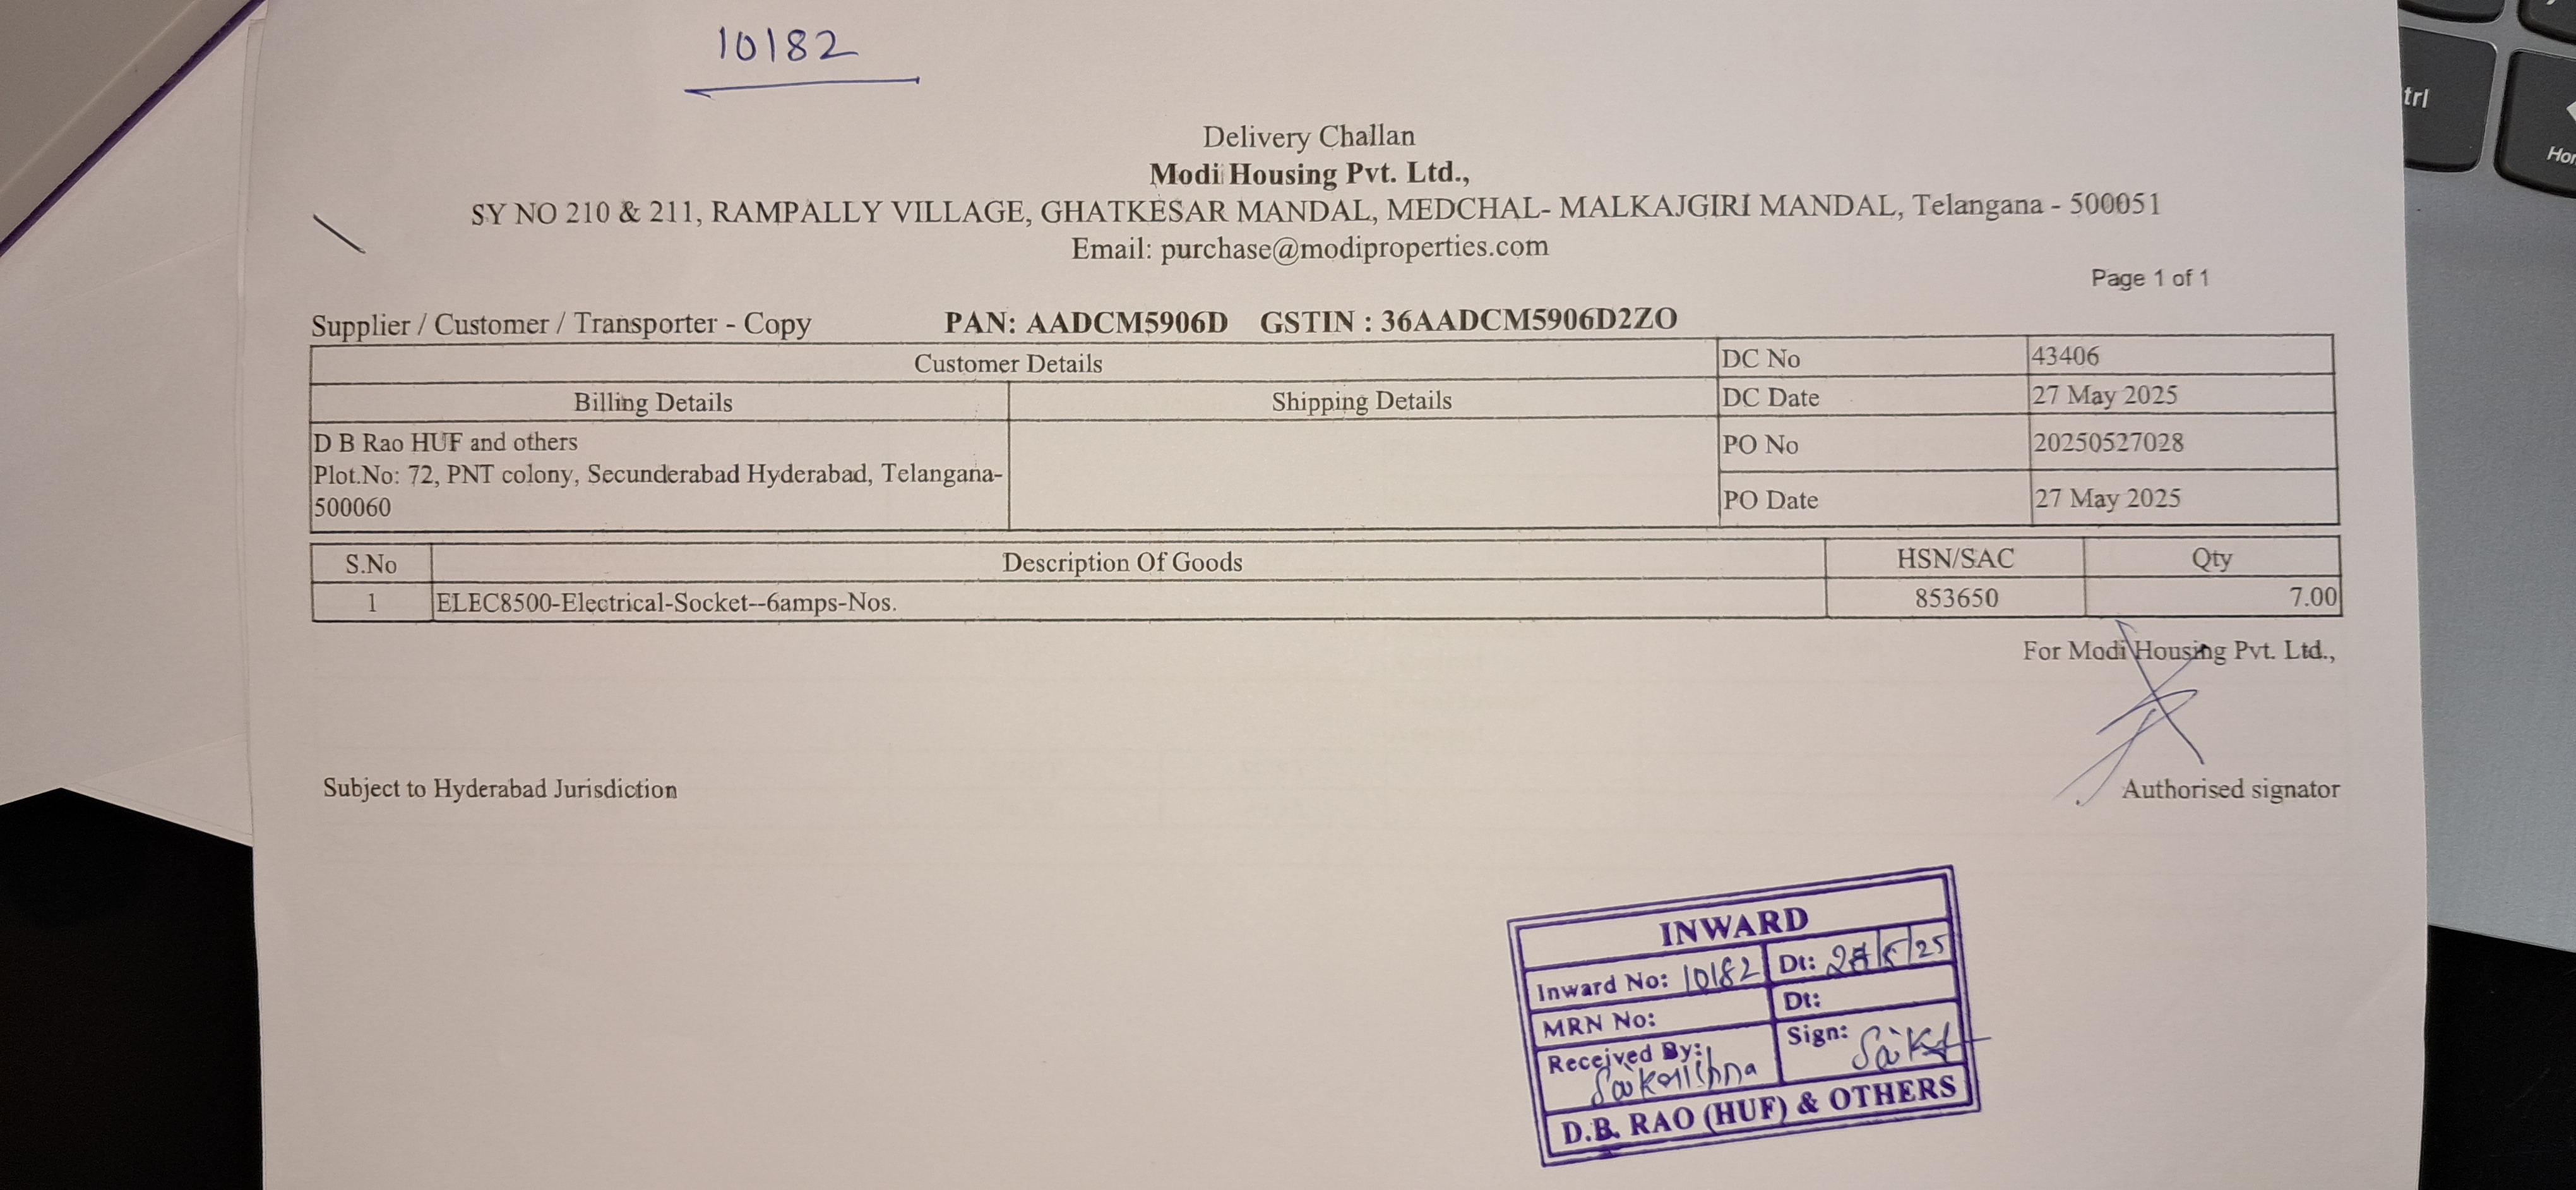 10182
Delivery Challan
Modi Housing Pvt. Ltd.,
SY NO 210 & 211, RAMPALLY VILLAGE, GHATKESAR MANDAL, MEDCHAL- MALKAJGIRI MANDAL, Telangana - 500051
Email: purchase@modiproperties.com
Page 1 of 1
Supplier / Customer / Transporter - Copy PAN: AADCM5906D GSTIN : 36AADCM5906D2ZO
Customer Details DC No 43406
Billing Details Shipping Details DC Date 27 May 2025
D B Rao HUF and others PO No 20250527028
Plot.No: 72, PNT colony, Secunderabad Hyderabad, Telangana-
500060 PO Date 27 May 2025
S.No Description Of Goods HSN/SAC Qty
1 ELEC8500-Electrical-Socket--6amps-Nos. 853650 7.00
For Modi Housing Pvt. Ltd.,
Subject to Hyderabad Jurisdiction Authorised signator
INWARD
Inward No: 10182 Dt:
MRN No: Dt:
Received By: Sign:
D.B. RAO (HUF) & OTHERS
trl